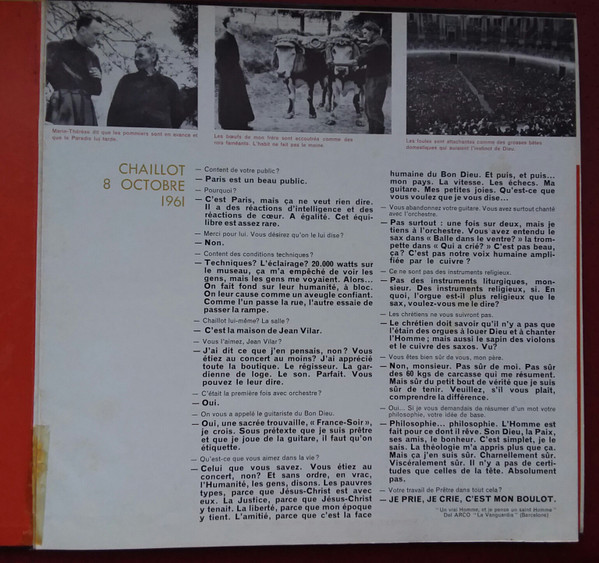 Marie-Thérèse dit que les pommiers sont en avance et
que le Paradis lui tarde.
Les bœufs de mon frère sont accoutrés comme des
rois fainéants. L'habit ne fait pas le moine.
Les foules sont attachantes comme des grosses bêtes
domestiques qui auraient l'instinct de Dieu.
CHAILLOT
8 OCTOBRE
1961
— Content de votre public?
— Paris est un beau public.
— Pourquoi?
— C'est Paris, mais ça ne veut rien dire.
Il a des réactions d'intelligence et des
réactions de cœur. A égalité. Cet équi-
libre est assez rare.
— Merci pour lui. Vous désirez qu'on le lui dise?
— Non.
— Content des conditions techniques?
— Techniques? L'éclairage? 20.000 watts sur
le museau, ça m'a empêché de voir les
gens, mais les gens me voyaient. Alors...
On fait fond sur leur humanité, à bloc.
On leur cause comme un aveugle confiant.
Comme l'un passe la rue, l'autre essaie de
passer la rampe.
— Chaillot lui-même? La salle?
— C'est la maison de Jean Vilar.
— Vous l'aimez, Jean Vilar?
— J'ai dit ce que j'en pensais, non? Vous
étiez au concert au moins? J'ai apprécié
toute la boutique. Le régisseur. La gar-
dienne de loge. Le son. Parfait. Vous
pouvez le leur dire.
— C'était la première fois avec orchestre?
— Oui.
— On vous a appelé le guitariste du Bon Dieu.
— Oui, une sacrée trouvaille, « France-Soir »,
je crois. Sous prétexte que je suis prêtre
et que je joue de la guitare, il faut qu'on
étiquette.
— Qu'est-ce que vous aimez dans la vie?
— Celui que vous savez. Vous étiez au
concert, non? Et sans ordre, en vrac,
l'Humanité, les gens, disons. Les pauvres
types, parce que Jésus-Christ est avec
eux. La Justice, parce que Jésus-Christ
y tenait. La liberté, parce que mon époque
y tient. L'amitié, parce que c'est la face
humaine du Bon Dieu. Et puis, et puis...
mon pays. La vitesse. Les échecs. Ma
guitare. Mes petites joies. Qu'est-ce que
vous voulez que je vous dise...
— Vous abandonnez votre guitare. Vous avez surtout chanté
avec l'orchestre.
— Pas surtout : une fois sur deux, mais je
tiens à l'orchestre. Vous avez entendu le
sax dans « Balle dans le ventre? » la trom-
pette dans « Qui a crié? » C'est pas beau,
ça? C'est pas notre voix humaine ampli-
fiée par le cuivre?
— Ce ne sont pas des instruments religieux.
— Pas des instruments liturgiques, mon-
sieur. Des instruments religieux, si. En
quoi, l'orgue est-il plus religieux que le
sax, voulez-vous me le dire?
— Les chrétiens ne vous suivront pas.
— Le chrétien doit savoir qu'il n'y a pas que
l'étain des orgues à louer Dieu et à chanter
l'Homme; mais aussi le sapin des violons
et le cuivre des saxos. Vu?
— Vous êtes bien sûr de vous, mon père.
— Non, monsieur. Pas sûr de moi. Pas sûr
des 60 kgs de carcasse qui me résument.
Mais sûr du petit bout de vérité que je suis
sûr de tenir. Veuillez, s'il vous plaît,
comprendre la différence.
— Oui... Si je vous demandais de résumer d'un mot votre
philosophie, votre idée de base.
— Philosophie... philosophie. L'Homme est
fait pour ce dont il rêve. Son Dieu, la Paix,
ses amis, le bonheur. C'est simple, je le
sais. La théologie m'a appris plus que ça.
Mais ça j'en suis sûr. Charnellement sûr.
Viscéralement sûr. Il n'y a pas de certi-
tudes que celles de la tête. Absolument
pas.
— Votre travail de Prêtre dans tout cela?
— JE PRIE, JE CRIE, C'EST MON BOULOT.
"Un vrai Homme, et je pense un saint Homme"
Del ARCO "La Vanguardia" (Barcelone)